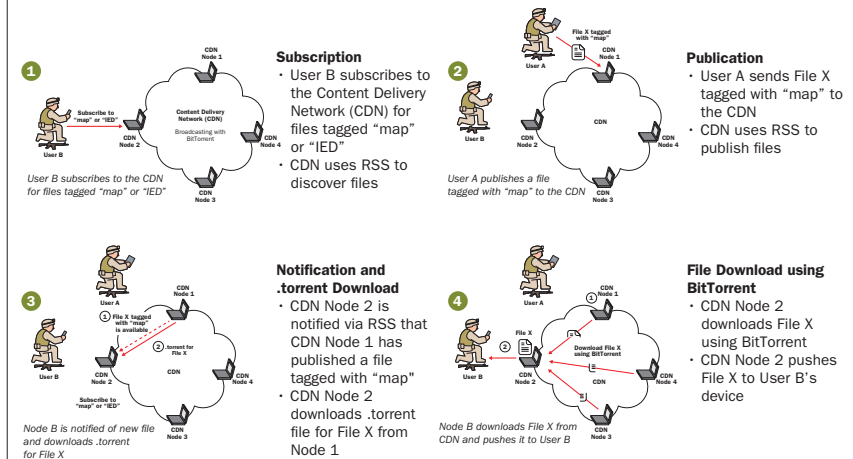 1
CDN
Node 1
Subscribe to
"map" or "IED"
Content Delivery
Network (CDN)
Broadcasting with
BitTorrent
CDN
Node 2
CDN
Node 4
User B
CDN
Node 3
User B subscribes to the CDN
for files tagged “map” or “IED”
Subscription
· User B subscribes to
the Content Delivery
Network (CDN) for
files tagged “map”
or “IED”
· CDN uses RSS to
discover files
2
File X tagged
with “map”
User A
CDN
Node 1
CDN
Node 2
CDN
CDN
Node 4
User B
CDN
Node 3
User A publishes a file
tagged with “map” to the CDN
Publication
· User A sends File X
tagged with “map” to
the CDN
· CDN uses RSS to
publish files
3
User A
CDN
Node 1
1 File X tagged
with “map”
is available
2 .torrent for
File X
User B
CDN
Node 2
CDN
CDN
Node 4
Subscribe to
"map" or "IED"
CDN
Node 3
Node B is notified of new file
and downloads .torrent
for File X
Notification and
.torrent Download
· CDN Node 2 is
notified via RSS that
CDN Node 1 has
published a file
tagged with “map"
· CDN Node 2
downloads .torrent
file for File X from
Node 1
4
User A
1
CDN
Node 1
2
File X
Download File X
using BitTorrent
User B
CDN
Node 2
CDN
CDN
Node 4
CDN
Node 3
Node B downloads File X from
CDN and pushes it to User B
File Download using
BitTorrent
· CDN Node 2
downloads File X
using BitTorrent
· CDN Node 2 pushes
File X to User B’s
device